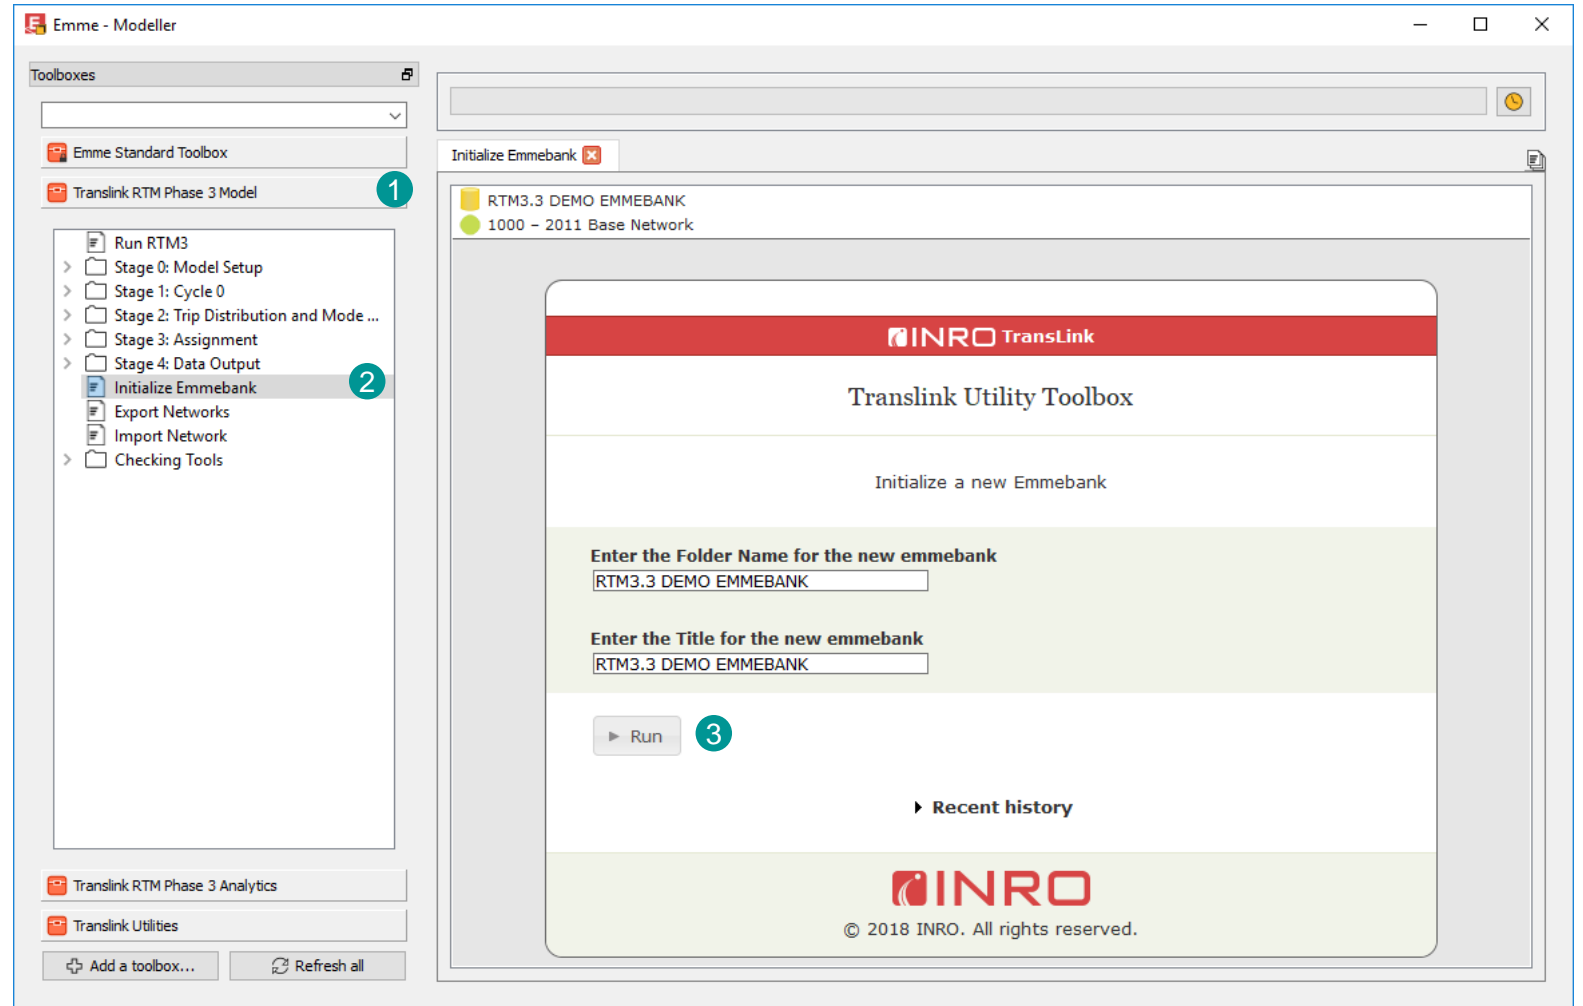 Emme - Modeller
Toolboxes
Emme Standard Toolbox
Translink RTM Phase 3 Model
1
Run RTM3
Stage 0: Model Setup
Stage 1: Cycle 0
Stage 2: Trip Distribution and Mode ...
Stage 3: Assignment
Stage 4: Data Output
Initialize Emmebank
2
Export Networks
Import Network
Checking Tools
Translink RTM Phase 3 Analytics
Translink Utilities
Add a toolbox...
Refresh all
Initialize Emmebank
RTM3.3 DEMO EMMEBANK
1000 – 2011 Base Network
INRO TransLink
Translink Utility Toolbox
Initialize a new Emmebank
Enter the Folder Name for the new emmebank
RTM3.3 DEMO EMMEBANK
Enter the Title for the new emmebank
RTM3.3 DEMO EMMEBANK
Run
3
Recent history
INRO
© 2018 INRO. All rights reserved.